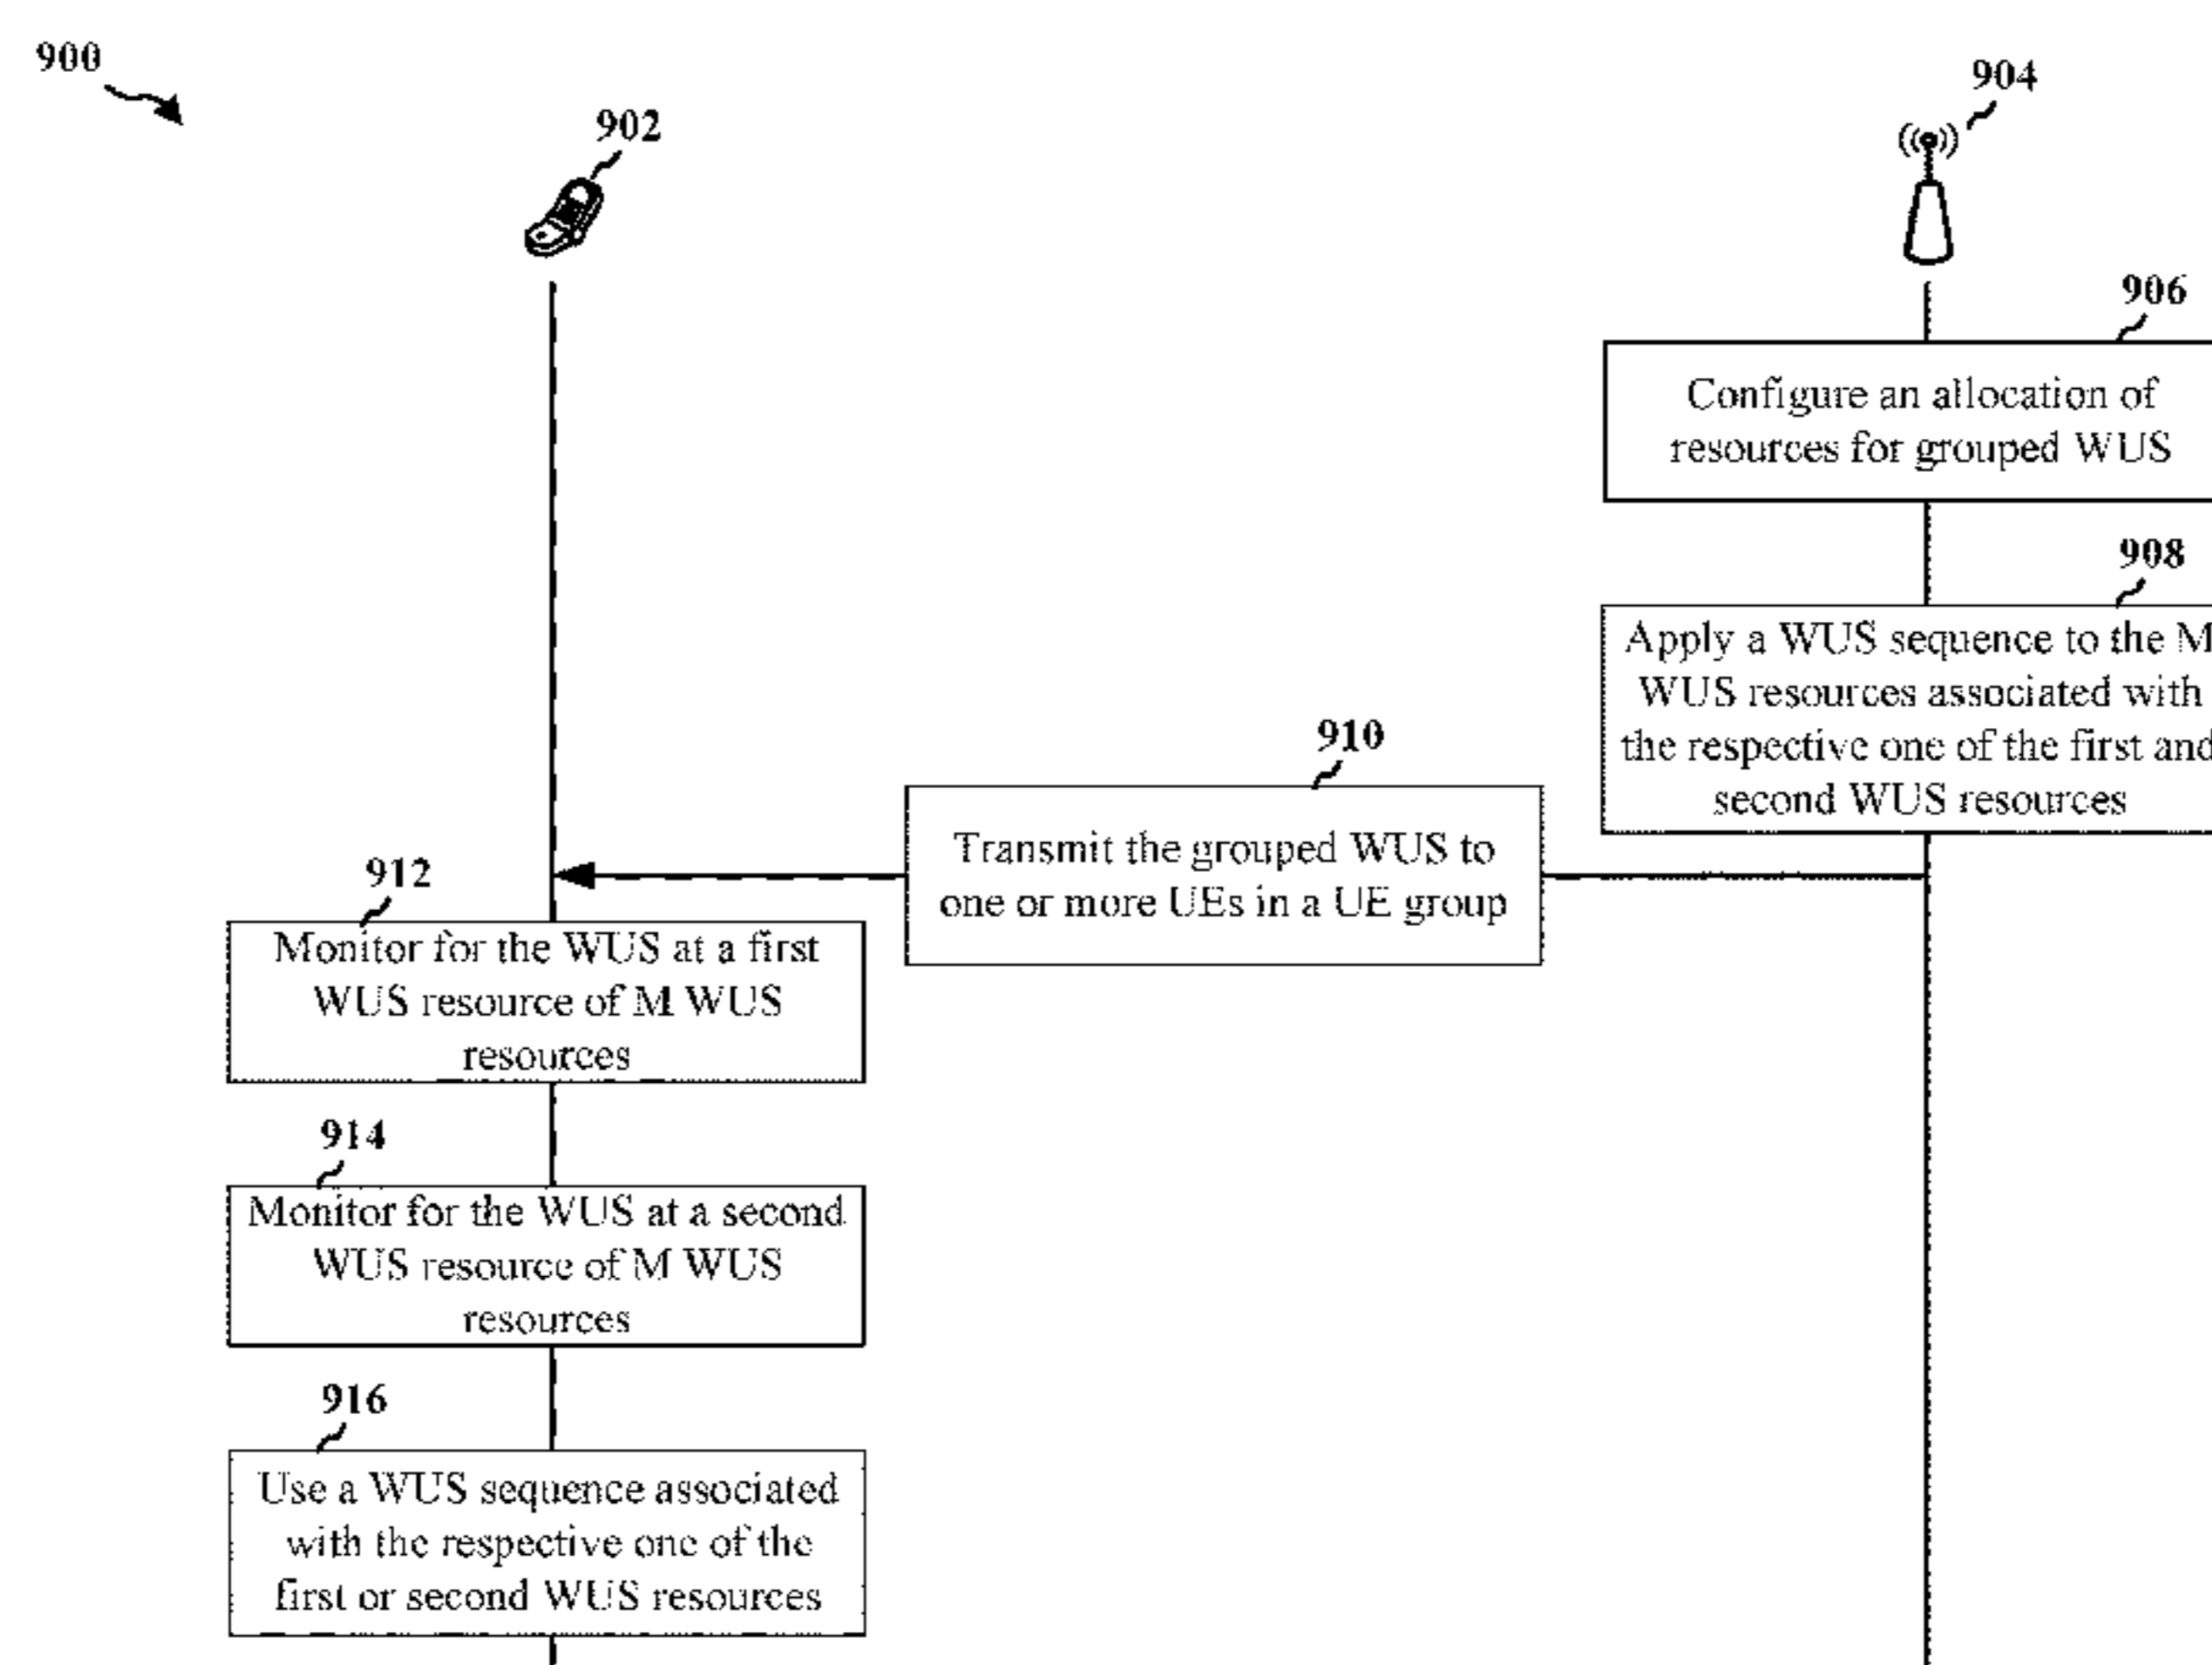 900
902
904
906
Configure an allocation of
resources for grouped WUS
908
Apply a WUS sequence to the M
WUS resources associated with
the respective one of the first and
second WUS resources
910
Transmit the grouped WUS to
one or more UEs in a UE group
912
Monitor for the WUS at a first
WUS resource of M WUS
resources
914
Monitor for the WUS at a second
WUS resource of M WUS
resources
916
Use a WUS sequence associated
with the respective one of the
first or second WUS resources